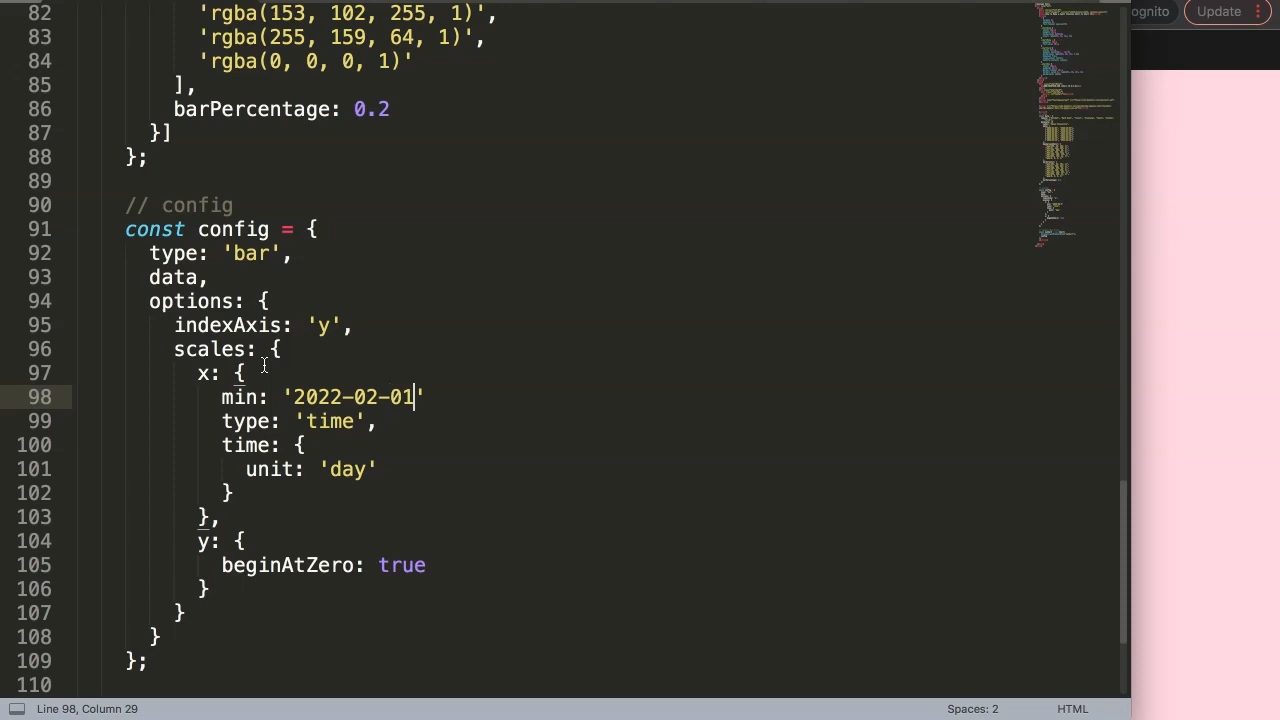 82 'rgba(153, 102, 255, 1)',
83 'rgba(255, 159, 64, 1)',
84 'rgba(0, 0, 0, 1)'
85 ],
86 barPercentage: 0.2
87 }]
88 };
89
90 // config
91 const config = {
92 type: 'bar',
93 data,
94 options: {
95 indexAxis: 'y',
96 scales: {
97 x: {
98 min: '2022-02-01'
99 type: 'time',
100 time: {
101 unit: 'day'
102 }
103 },
104 y: {
105 beginAtZero: true
106 }
107 }
108 }
109 };
110
Line 98, Column 29
Spaces: 2
HTML
ognito
Update